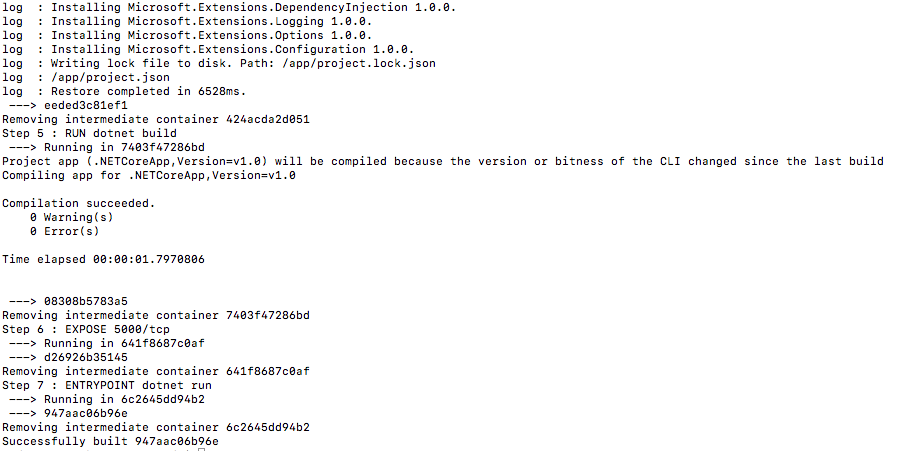 log  : Installing Microsoft.Extensions.DependencyInjection 1.0.0.
log  : Installing Microsoft.Extensions.Logging 1.0.0.
log  : Installing Microsoft.Extensions.Options 1.0.0.
log  : Installing Microsoft.Extensions.Configuration 1.0.0.
log  : Writing lock file to disk. Path: /app/project.lock.json
log  : /app/project.json
log  : Restore completed in 6528ms.
 ---> eeded3c81ef1
Removing intermediate container 424acda2d051
Step 5 : RUN dotnet build
 ---> Running in 7403f47286bd
Project app (.NETCoreApp,Version=v1.0) will be compiled because the version or bitness of the CLI changed since the last build
Compiling app for .NETCoreApp,Version=v1.0
Compilation succeeded.
    0 Warning(s)
    0 Error(s)
Time elapsed 00:00:01.7970806
 ---> 08308b5783a5
Removing intermediate container 7403f47286bd
Step 6 : EXPOSE 5000/tcp
 ---> Running in 641f8687c0af
 ---> d26926b35145
Removing intermediate container 641f8687c0af
Step 7 : ENTRYPOINT dotnet run
 ---> Running in 6c2645dd94b2
 ---> 947aac06b96e
Removing intermediate container 6c2645dd94b2
Successfully built 947aac06b96e